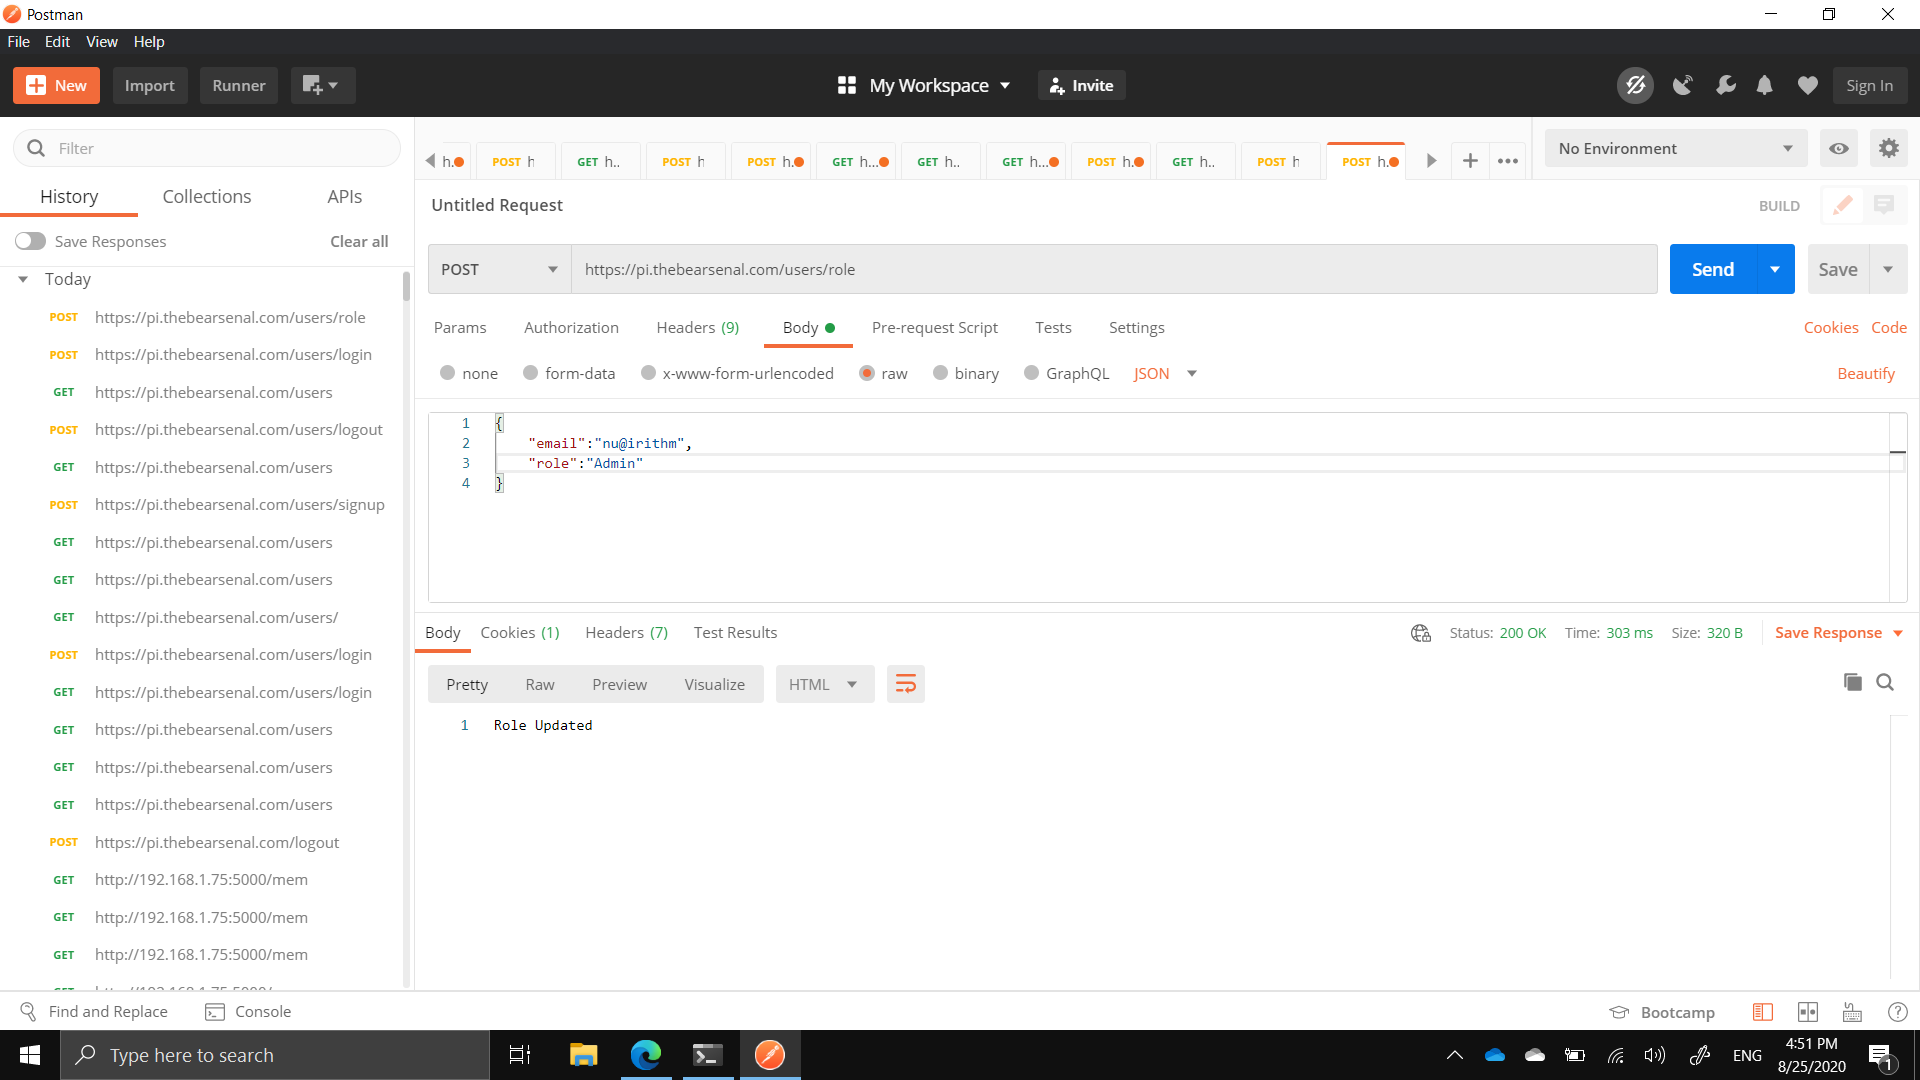 Postman
File Edit View Help
New Import Runner My Workspace Invite Sign In
Filter
h. POST h GET h.. POST h POST h. GET h... GET h.. GET h... POST h. GET h.. POST h POST h.
No Environment
History Collections APIs
Untitled Request
BUILD
Save Responses Clear all
POST https://pi.thebearsenal.com/users/role Send Save
Today
POST https://pi.thebearsenal.com/users/role
POST https://pi.thebearsenal.com/users/login
GET https://pi.thebearsenal.com/users
POST https://pi.thebearsenal.com/users/logout
GET https://pi.thebearsenal.com/users
POST https://pi.thebearsenal.com/users/signup
GET https://pi.thebearsenal.com/users
GET https://pi.thebearsenal.com/users
GET https://pi.thebearsenal.com/users/
POST https://pi.thebearsenal.com/users/login
GET https://pi.thebearsenal.com/users/login
GET https://pi.thebearsenal.com/users
GET https://pi.thebearsenal.com/users
GET https://pi.thebearsenal.com/users
POST https://pi.thebearsenal.com/logout
GET http://192.168.1.75:5000/mem
GET http://192.168.1.75:5000/mem
GET http://192.168.1.75:5000/mem
Params Authorization Headers (9) Body Pre-request Script Tests Settings Cookies Code
none form-data x-www-form-urlencoded raw binary GraphQL JSON Beautify
1 {
2 "email":"nu@irithm",
3 "role":"Admin"
4 }
Body Cookies (1) Headers (7) Test Results Status: 200 OK Time: 303 ms Size: 320 B Save Response
Pretty Raw Preview Visualize HTML
1 Role Updated
Find and Replace Console Bootcamp
Type here to search
ENG
4:51 PM
8/25/2020
1